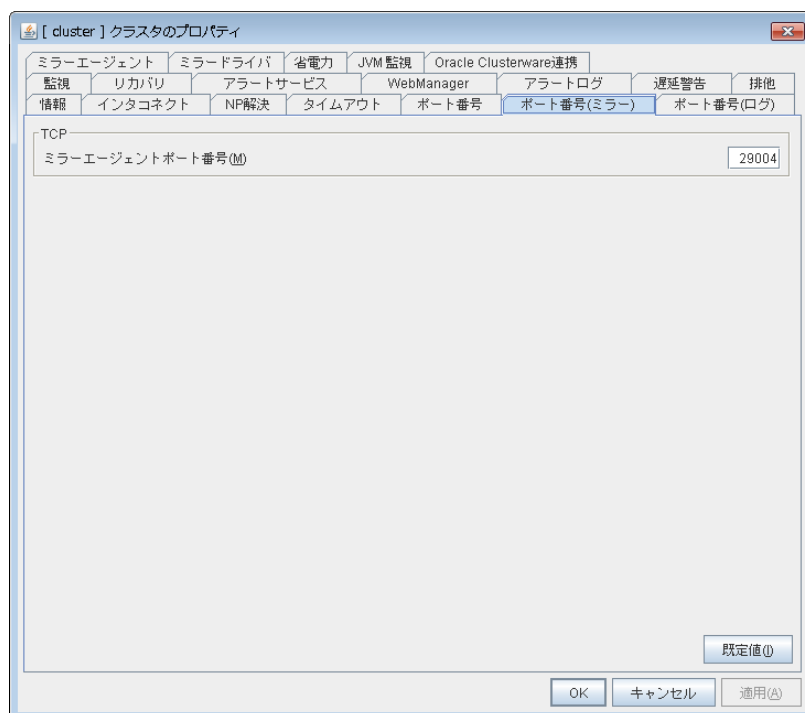 [ cluster ] クラスタのプロパティ
ミラーエージェント ミラードライバ 省電力 JVM 監視 Oracle Clusterware連携
監視 リカバリ アラートサービス WebManager アラートログ 遅延警告 排他
情報 インタコネクト NP解決 タイムアウト ポート番号 ポート番号(ミラー) ポート番号(ログ)
TCP
ミラーエージェントポート番号(M) 29004
既定値(I)
OK キャンセル 適用(A)